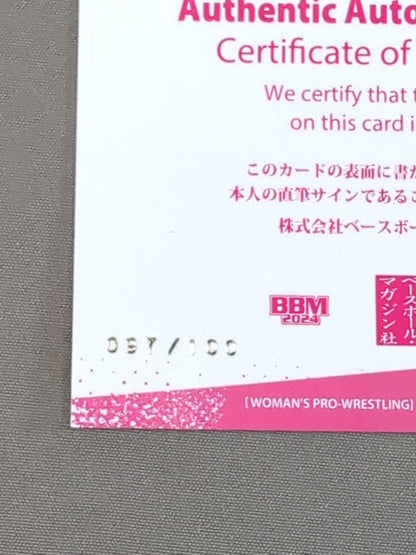 Authentic Auto
Certificate of
We certify that t
on this card i
このカードの表面に書か
本人の直筆サインであるこ
株式会社ベースボー
BBM
2024
ベースボール・
マガジン社
097/100
[WOMAN'S PRO-WRESTLING]